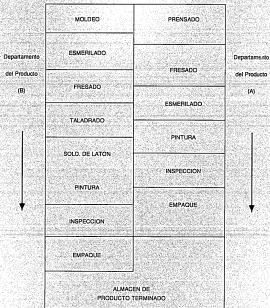 MOLDEO
PRENSADO
Departamento
del Producto
(B)
ESMERILADO
FRESADO
TALADRADO
SOLD. DE LATON
PINTURA
INSPECCION
EMPAQUE
FRESADO
ESMERILADO
PINTURA
INSPECCION
EMPAQUE
Departamento
del Producto
(A)
ALMACEN DE
PRODUCTO TERMINADO